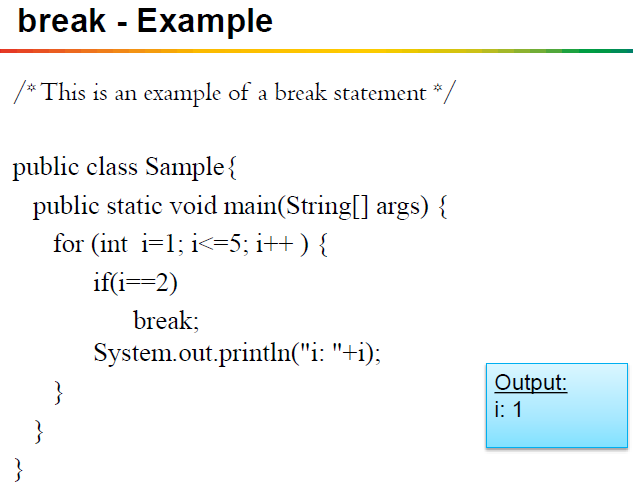 break - Example
/* This is an example of a break statement */
public class Sample{
public static void main(String[] args) {
for (int i=1; i<=5; i++ ) {
if(i==2)
break;
System.out.println("i: "+i);
}
}
}
Output:
i: 1